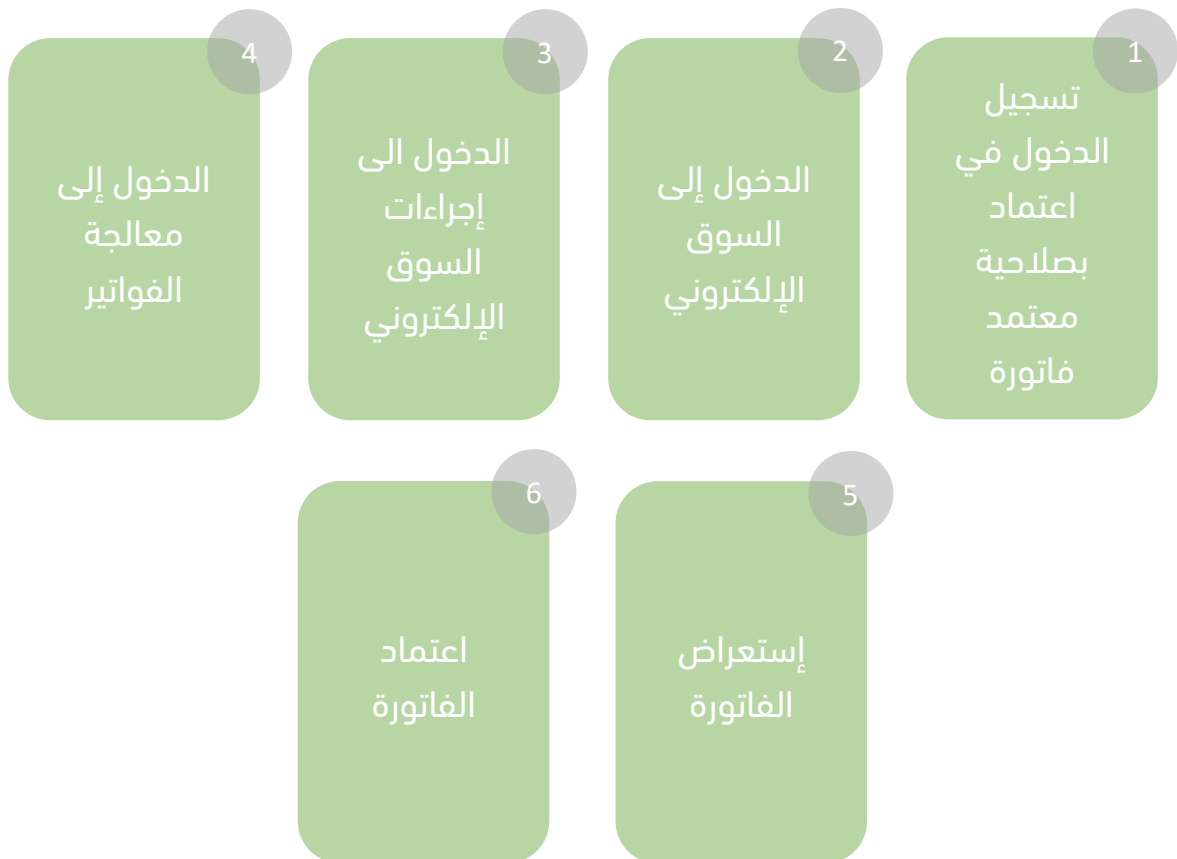 1
تسجيل
الدخول في
اعتماد
بصلاحية
معتمد
فاتورة
2
الدخول إلى
السوق
الإلكتروني
3
الدخول الى
إجراءات
السوق
الإلكتروني
4
الدخول إلى
معالجة
الفواتير
5
إستعراض
الفاتورة
6
اعتماد
الفاتورة